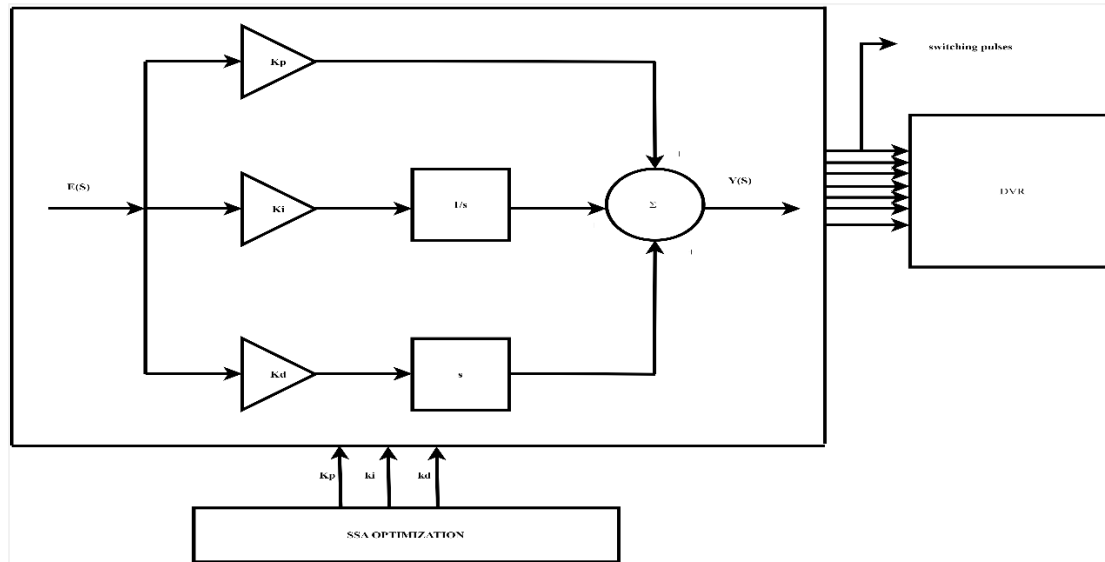 Kp
switching pulses
E(S)
Ki
1/s
Σ
Y(S)
DVR
Kd
s
Kp
ki
kd
SSA OPTIMIZATION